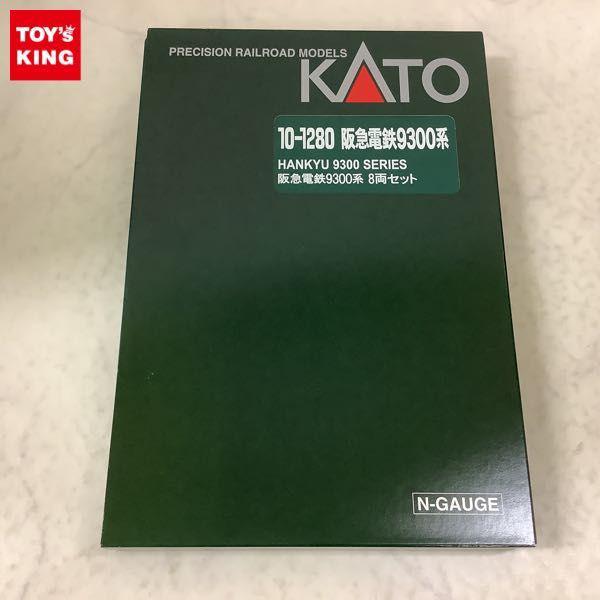 TOY's
KING
PRECISION RAILROAD MODELS
KATO
10-1280 阪急電鉄9300系
HANKYU 9300 SERIES
阪急電鉄9300系 8両セット
N-GAUGE